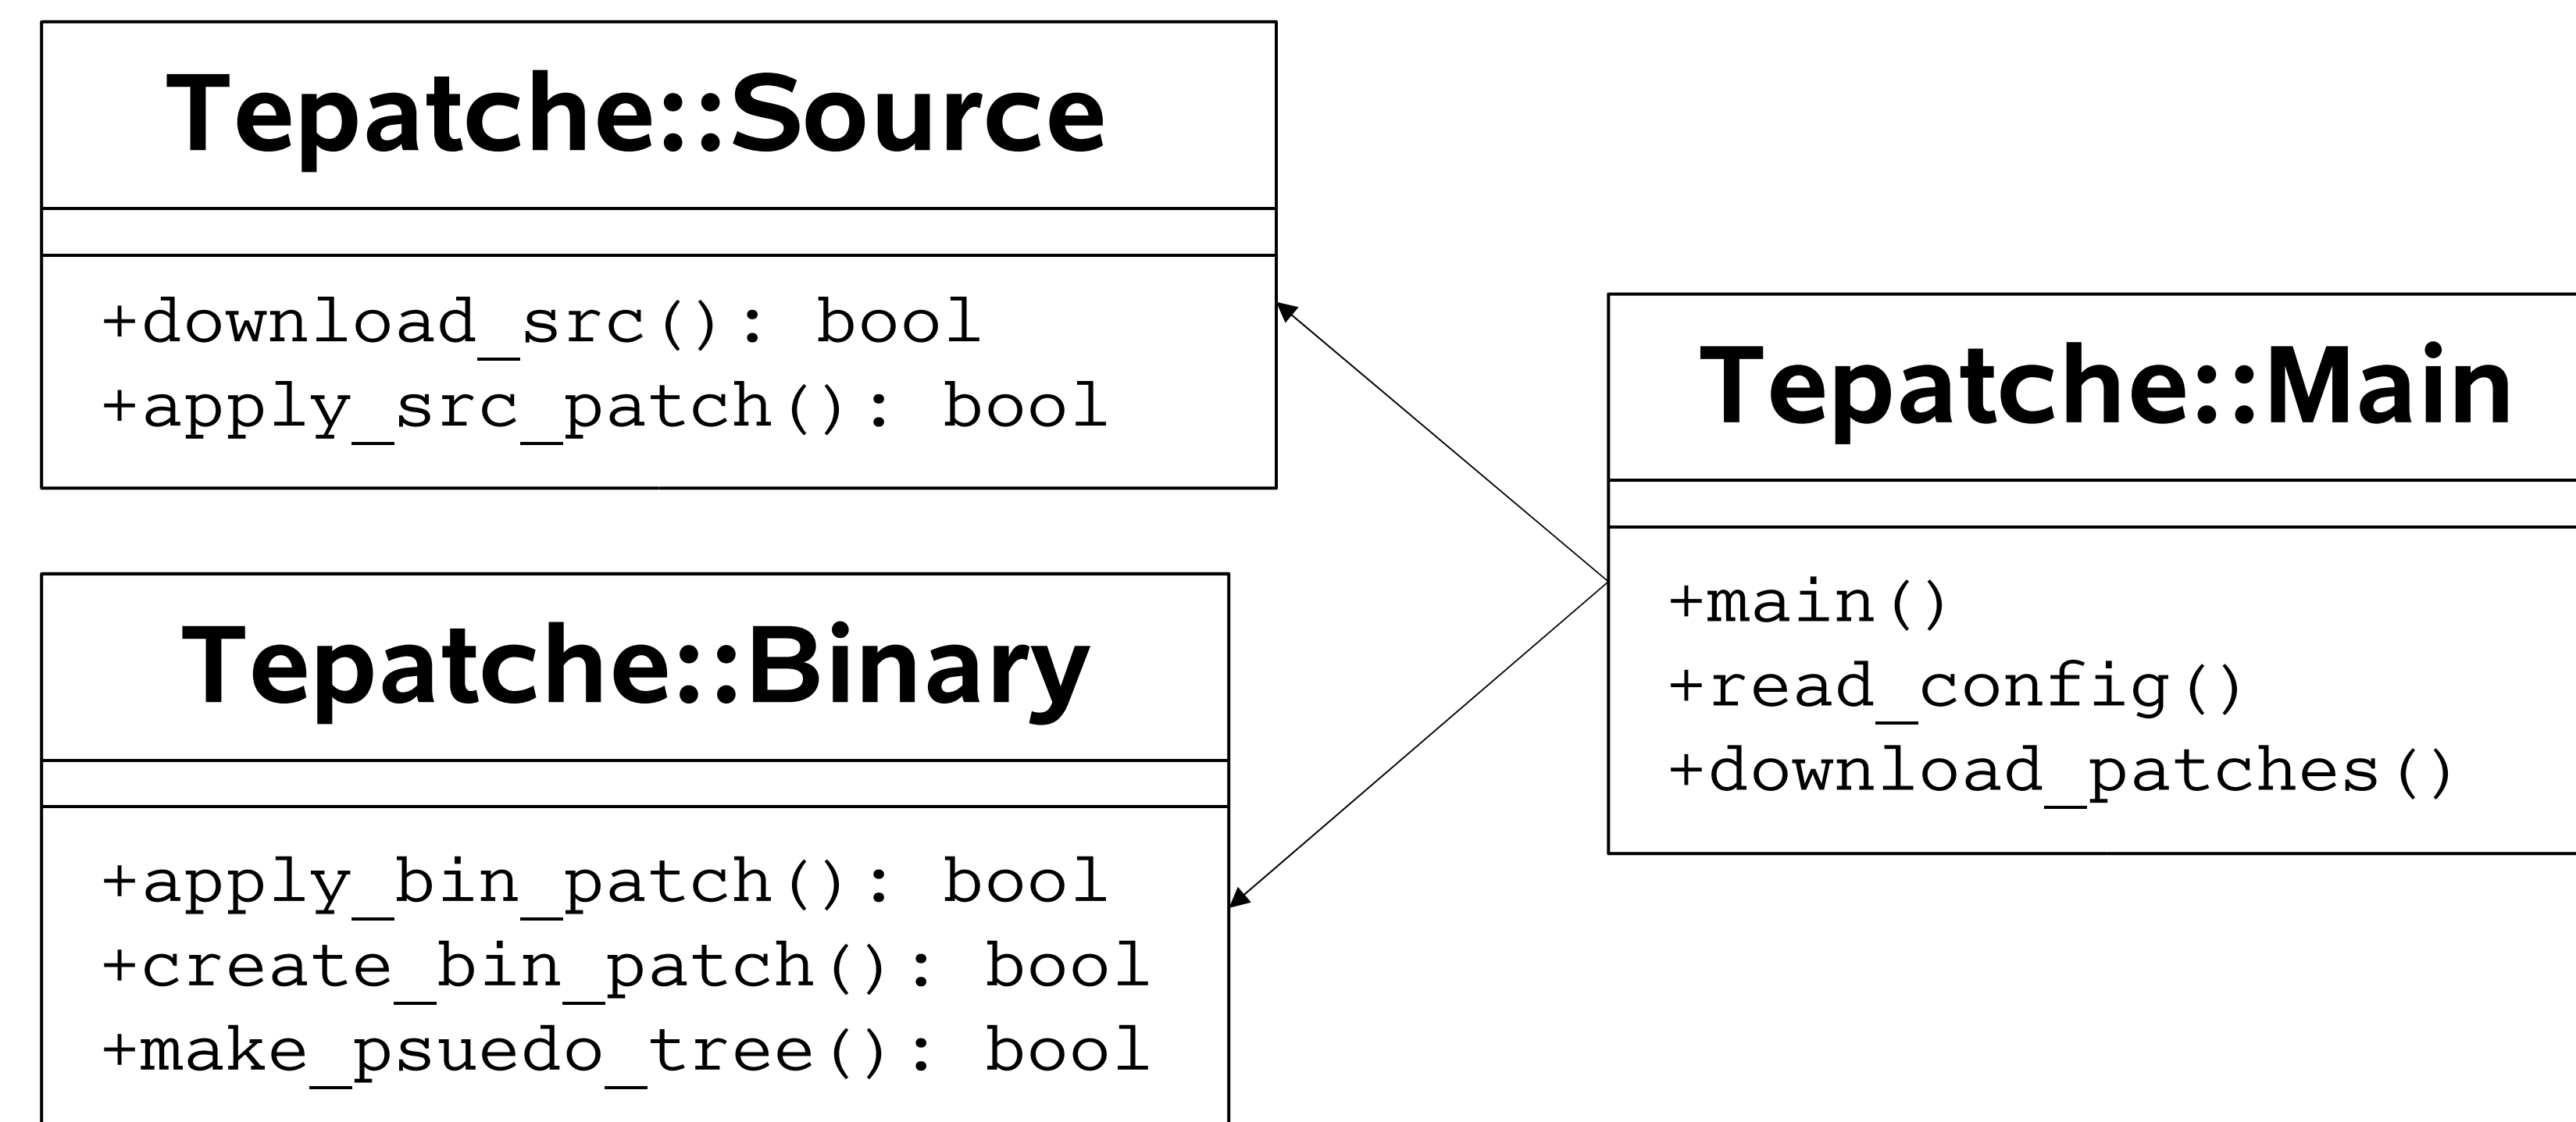 Tepatche::Source
+download_src(): bool
+apply_src_patch(): bool
Tepatche::Binary
+apply_bin_patch(): bool
+create_bin_patch(): bool
+make_psuedo_tree(): bool
Tepatche::Main
+main()
+read_config()
+download_patches()